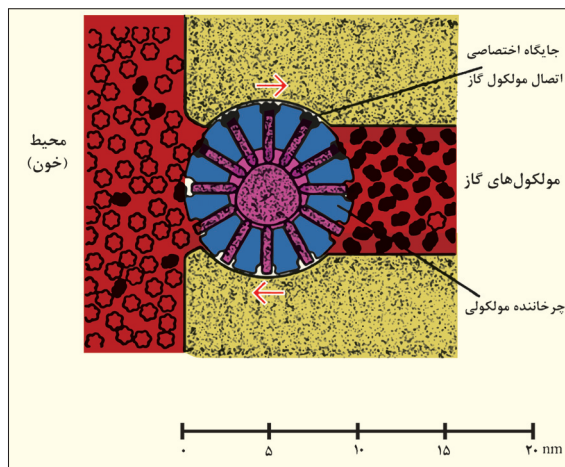 جایگاه اختصاصی
اتصال مولکول گاز
محیط
(خون)
مولکول‌های گاز
چرخاننده مولکولی
۰ ۵ ۱۰ ۱۵ ۲۰ nm